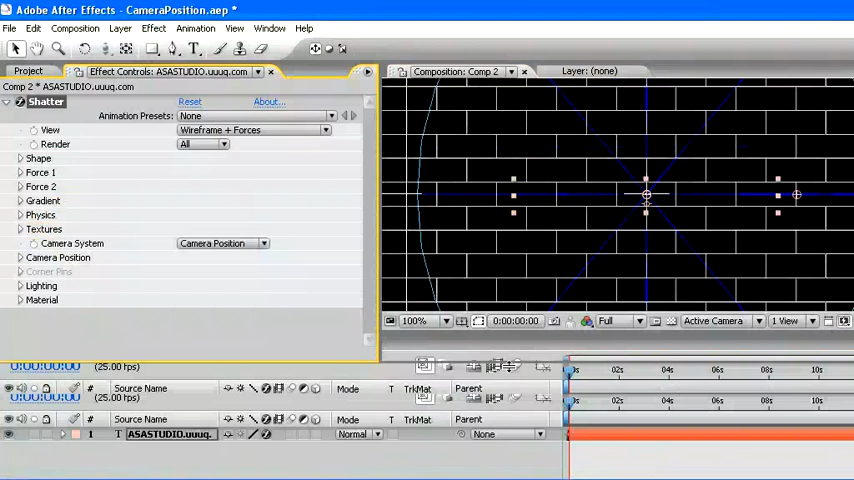 Adobe After Effects - CameraPosition.aep *
File Edit Composition Layer Effect Animation View Window Help
Project Effect Controls: ASASTUDIO.uuuq.com Composition: Comp 2 Layer: (none)
Comp 2 * ASASTUDIO.uuuq.com
Shatter Reset About...
Animation Presets: None
View Wireframe + Forces
Render All
Shape
Force 1
Force 2
Gradient
Physics
Textures
Camera System Camera Position
Camera Position
Corner Pins
Lighting
Material
100% 0:00:00:00 Full Active Camera 1 View
0:00:00:00 (25.00 fps)
02s 04s 06s 08s 10s
# Source Name Mode T TrkMat Parent
0:00:00:00 (25.00 fps)
02s 04s 06s 08s 10s
# Source Name Mode T TrkMat Parent
1 T ASASTUDIO.uuuq. Normal None